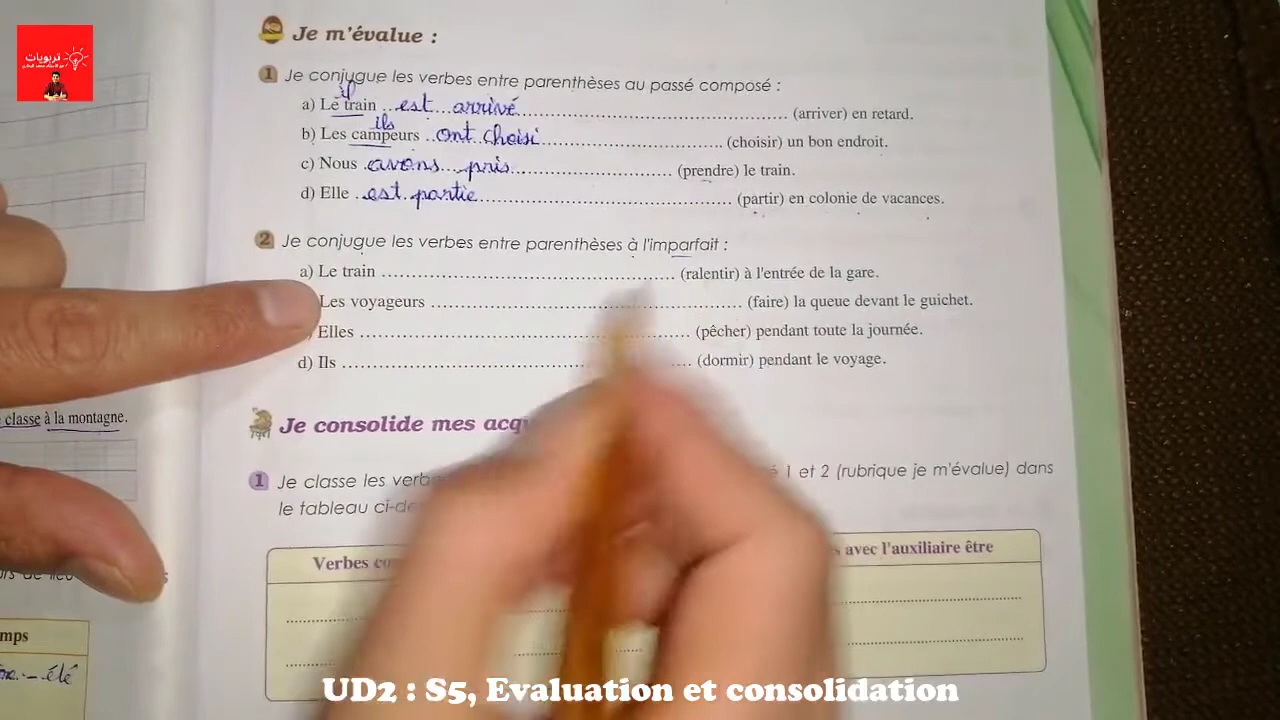 تربويات
Je m'évalue :
1 Je conjugue les verbes entre parenthèses au passé composé :
il
a) Le train ...est...arrivé.......... (arriver) en retard.
ils
b) Les campeurs ..ont choisi.......... (choisir) un bon endroit.
c) Nous .avons...pris.......... (prendre) le train.
d) Elle ..est.partie.......... (partir) en colonie de vacances.
2 Je conjugue les verbes entre parenthèses à l'imparfait :
a) Le train .......... (ralentir) à l'entrée de la gare.
Les voyageurs .......... (faire) la queue devant le guichet.
) Elles .......... (pêcher) pendant toute la journée.
d) Ils .......... (dormir) pendant le voyage.
classe à la montagne.
Je consolide mes acq
1 Je classe les verb 1 et 2 (rubrique je m'évalue) dans
le tableau ci-de
Verbes co
avec l'auxiliaire être
mps
été
UD2 : S5, Evaluation et consolidation